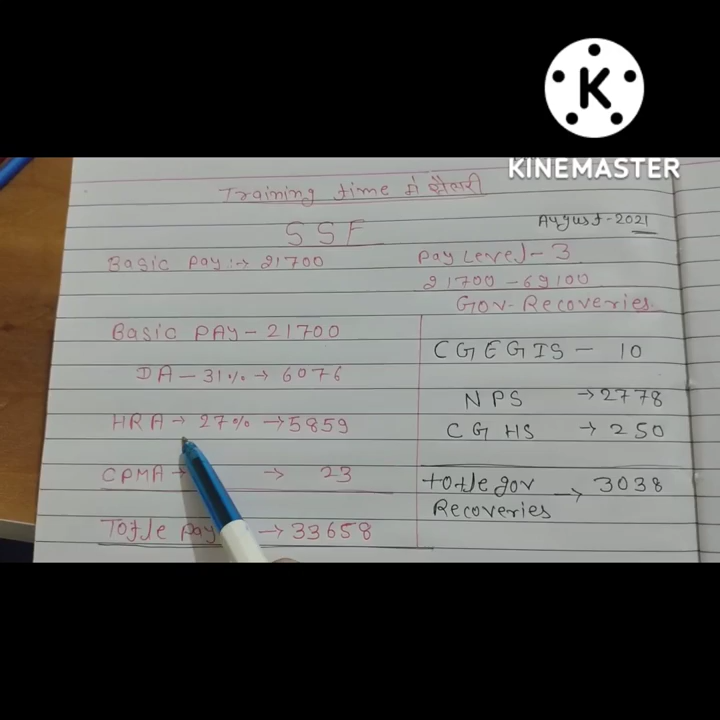 K
KINEMASTER
Training time में सैलरी
August-2021
SSF
Basic Pay:→ 21700
Pay Level - 3
21700 - 69100
Gov-Recoveries
Basic PAY - 21700
DA - 31% → 6076
HRA → 27% → 5859
CPMA → → 23
Totle pay → 33658
CGEGIS - 10
NPS → 2778
CGHS → 250
totle gov → 3038
Recoveries